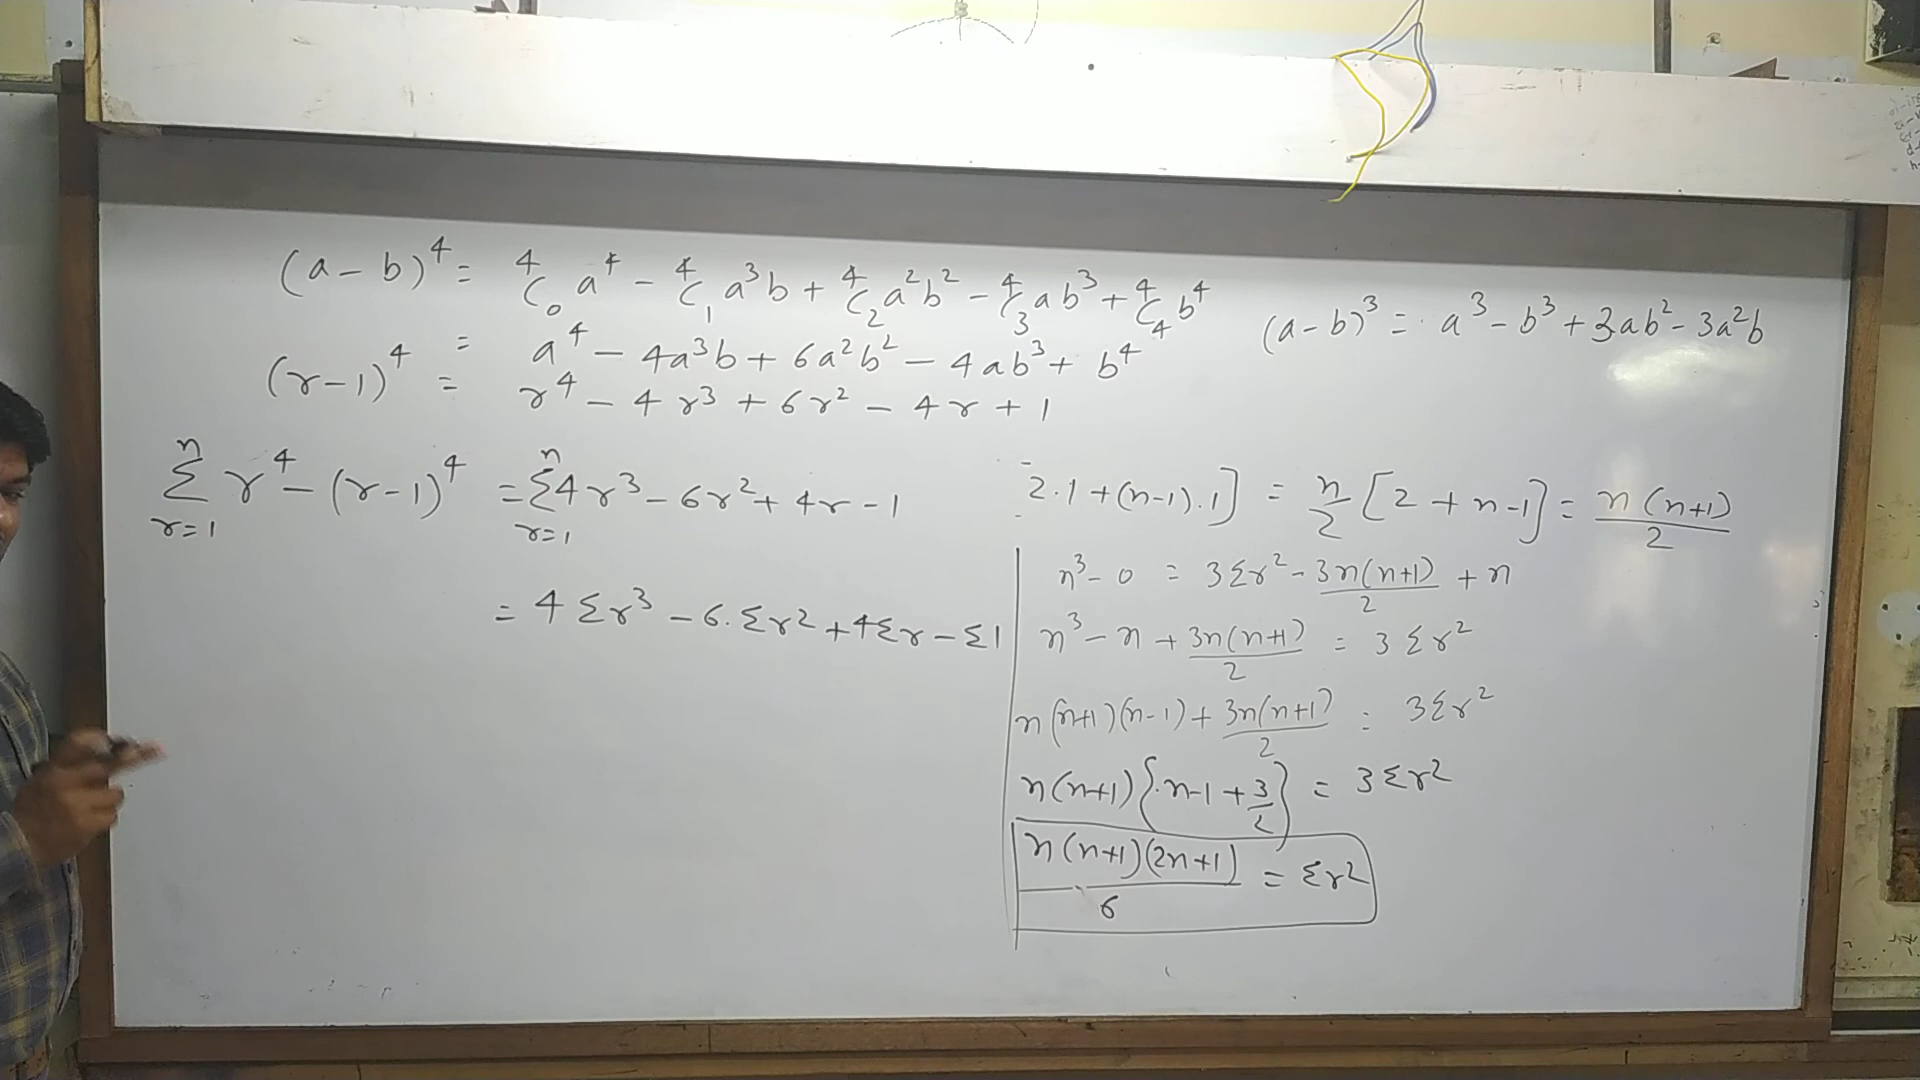 (a-b)⁴ = ⁴C₀ a⁴ - ⁴C₁ a³b + ⁴C₂ a²b² - ⁴C₃ ab³ + ⁴C₄ b⁴
= a⁴ - 4a³b + 6a²b² - 4ab³ + b⁴
(r-1)⁴ = r⁴ - 4r³ + 6r² - 4r + 1
n n
Σ r⁴ - (r-1)⁴ = Σ 4r³ - 6r² + 4r - 1
r=1 r=1
= 4Σr³ - 6.Σr² + 4Σr - Σ1
(a-b)³ = a³ - b³ + 3ab² - 3a²b
2.1+(n-1).1] = n/2 [2+n-1] = n(n+1)/2
n³-0 = 3Σr² - 3n(n+1)/2 + n
n³ - n + 3n(n+1)/2 = 3Σr²
n(n+1)(n-1) + 3n(n+1)/2 = 3Σr²
n(n+1){n-1+3/2} = 3Σr²
n(n+1)(2n+1)/6 = Σr²